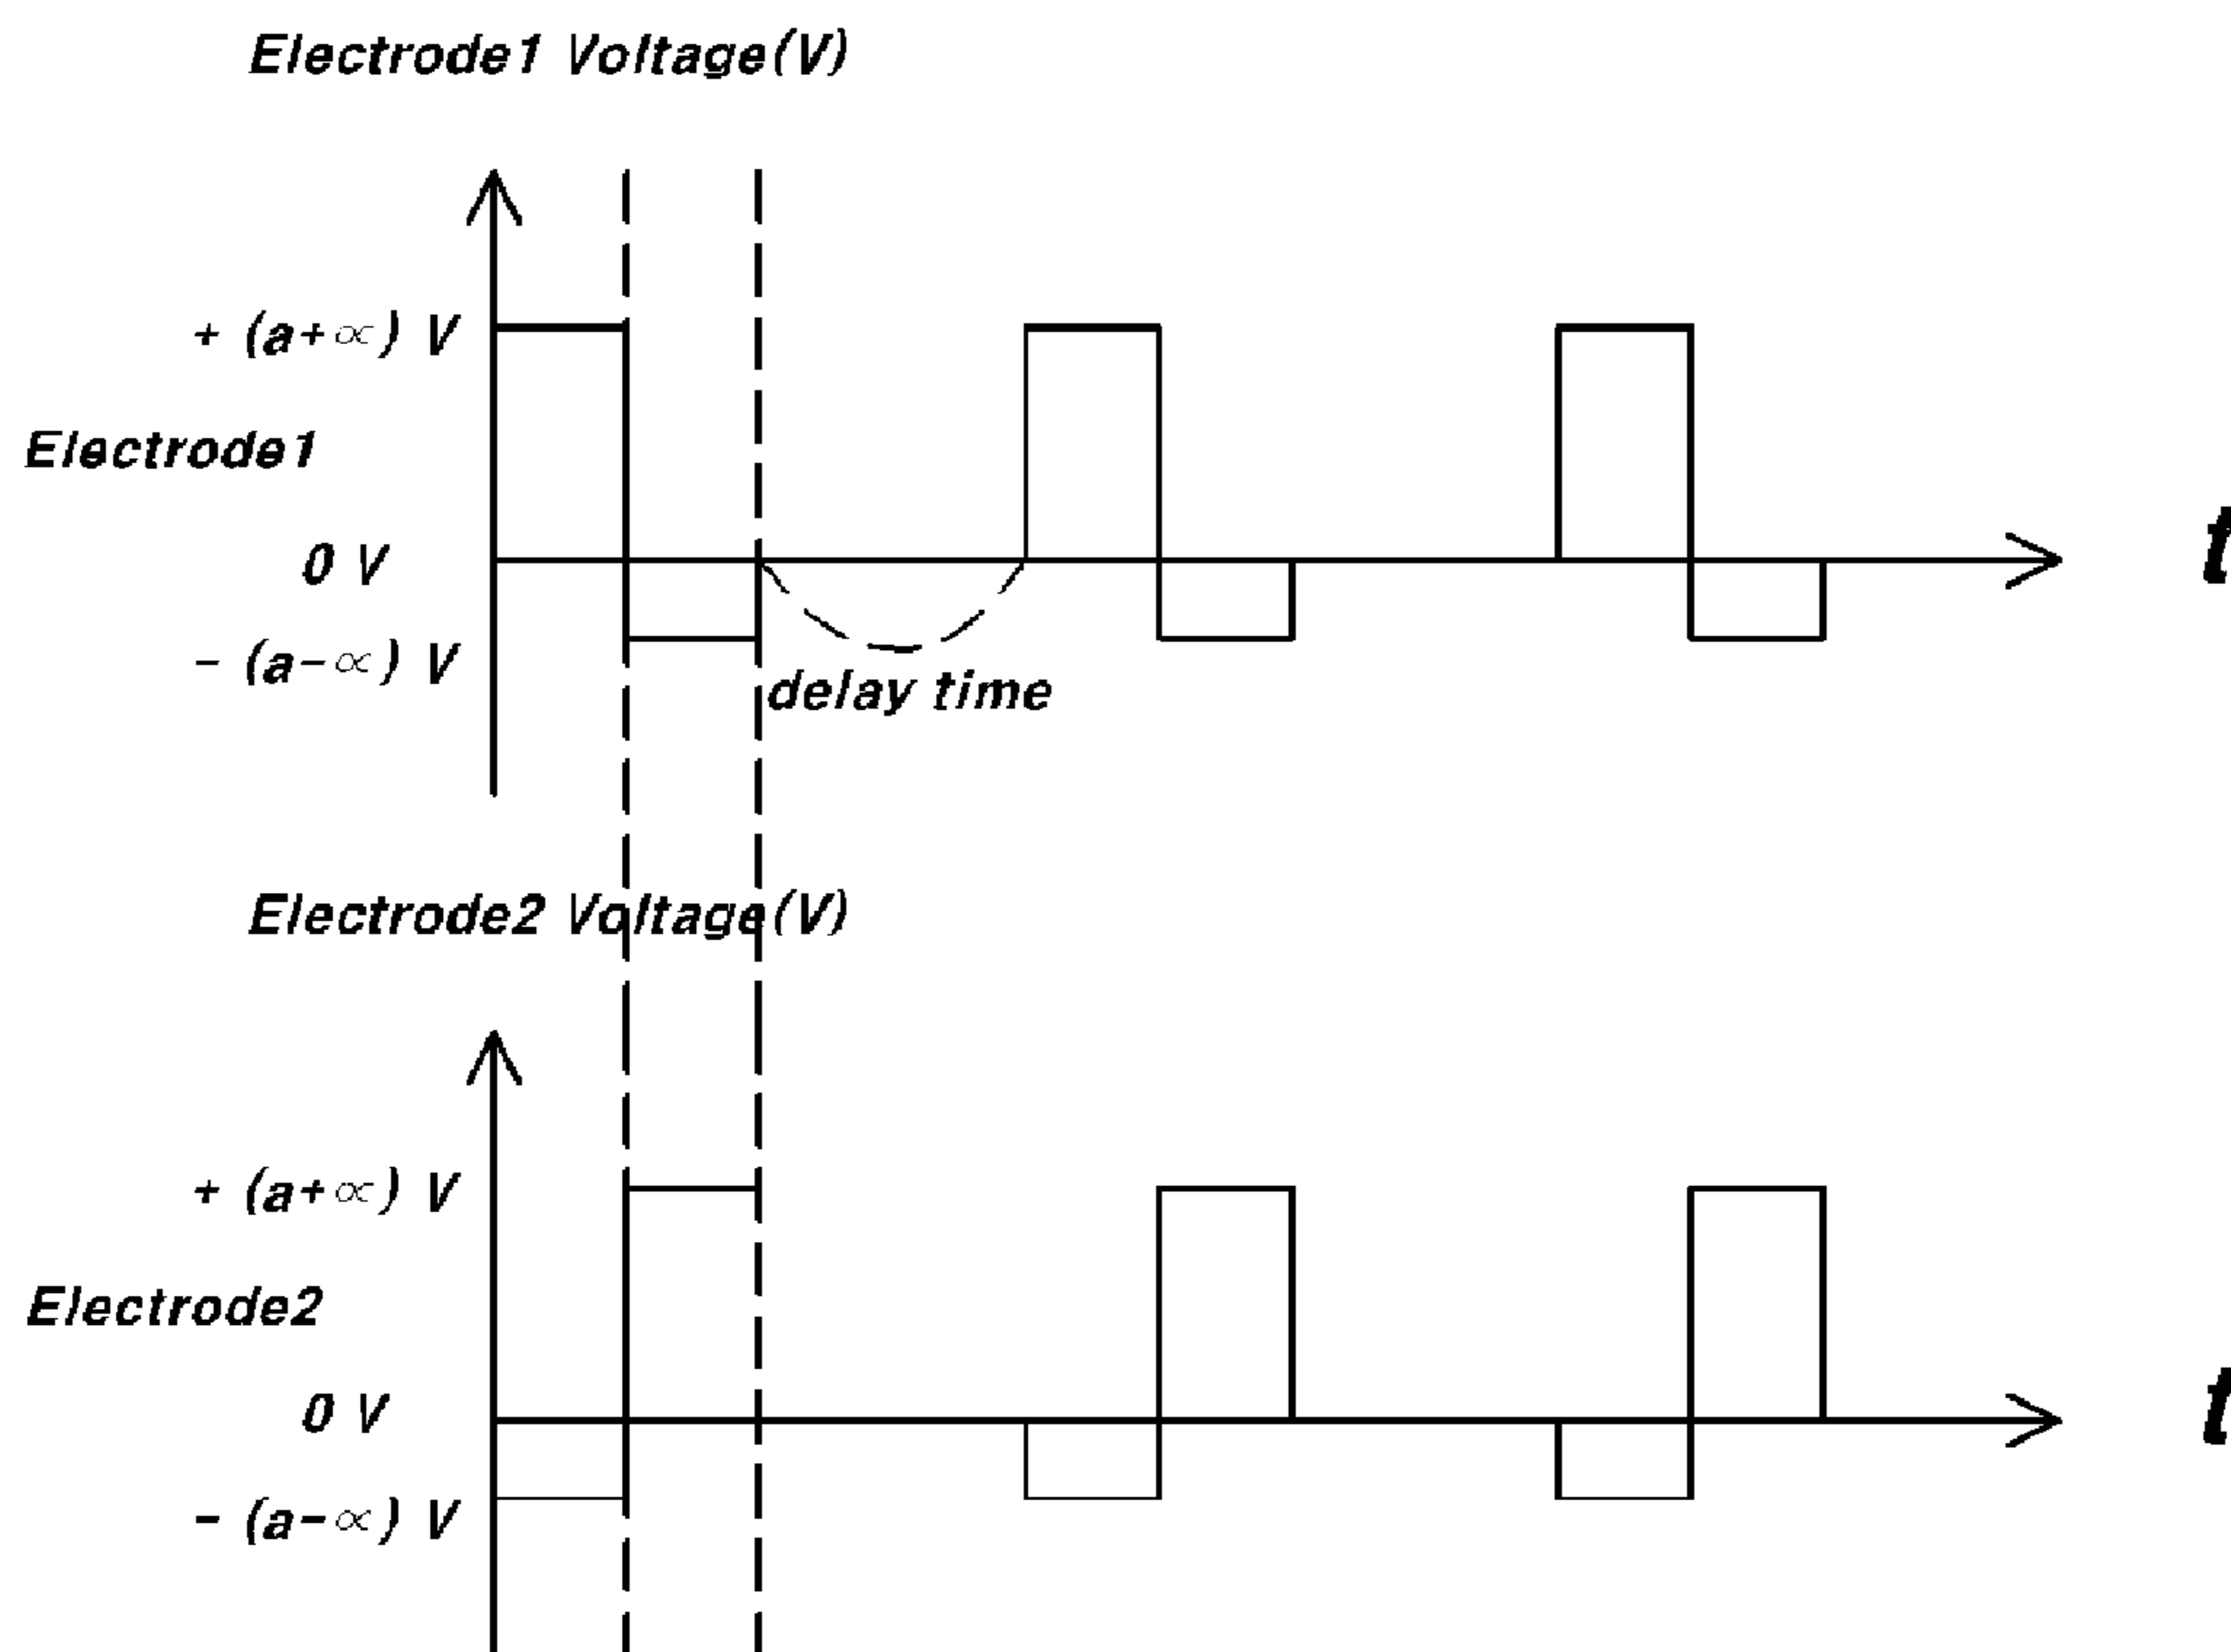 Electrode1 Voltage(V)
+ (a+∝) V
Electrode1
0 V
t
- (a-∝) V
delay time
Electrode2 Voltage(V)
+ (a+∝) V
Electrode2
0 V
t
- (a-∝) V